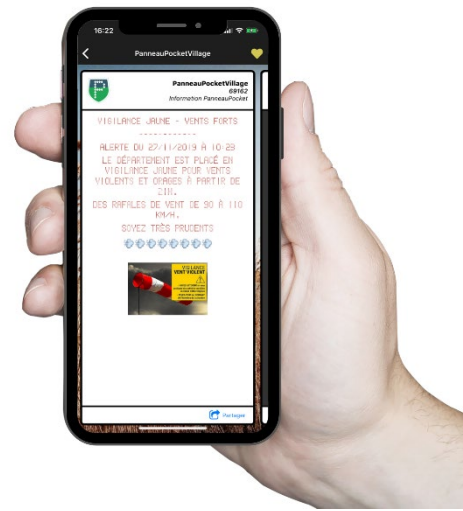 16:22
PanneauPocketVillage
PanneauPocketVillage
69162
Information PanneauPocket
VIGILANCE JAUNE - VENTS FORTS
------------
ALERTE DU 27/11/2019 À 10:29
LE DÉPARTEMENT EST PLACÉ EN
VIGILANCE JAUNE POUR VENTS
VIOLENTS ET ORAGES À PARTIR DE
21H.
DES RAFALES DE VENT DE 90 À 110
KM/H.
SOYEZ TRÈS PRUDENTS
VIGILANCE
VENT VIOLENT
Partager